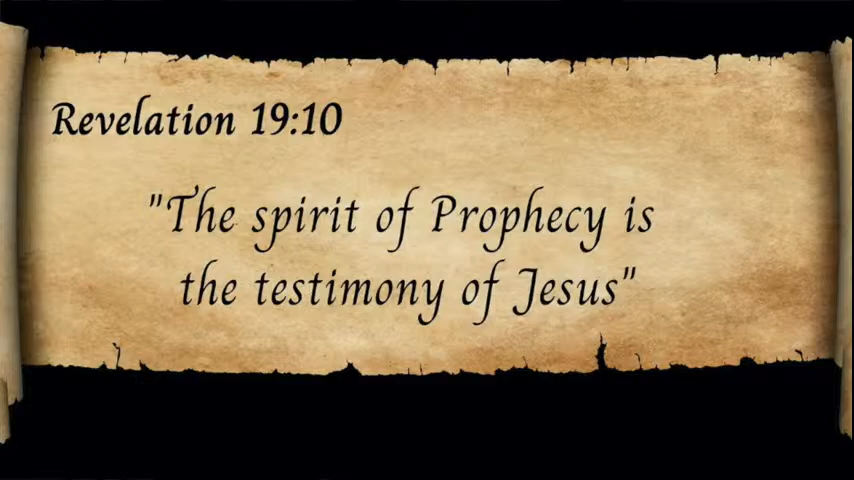 Revelation 19:10
"The spirit of Prophecy is
the testimony of Jesus"